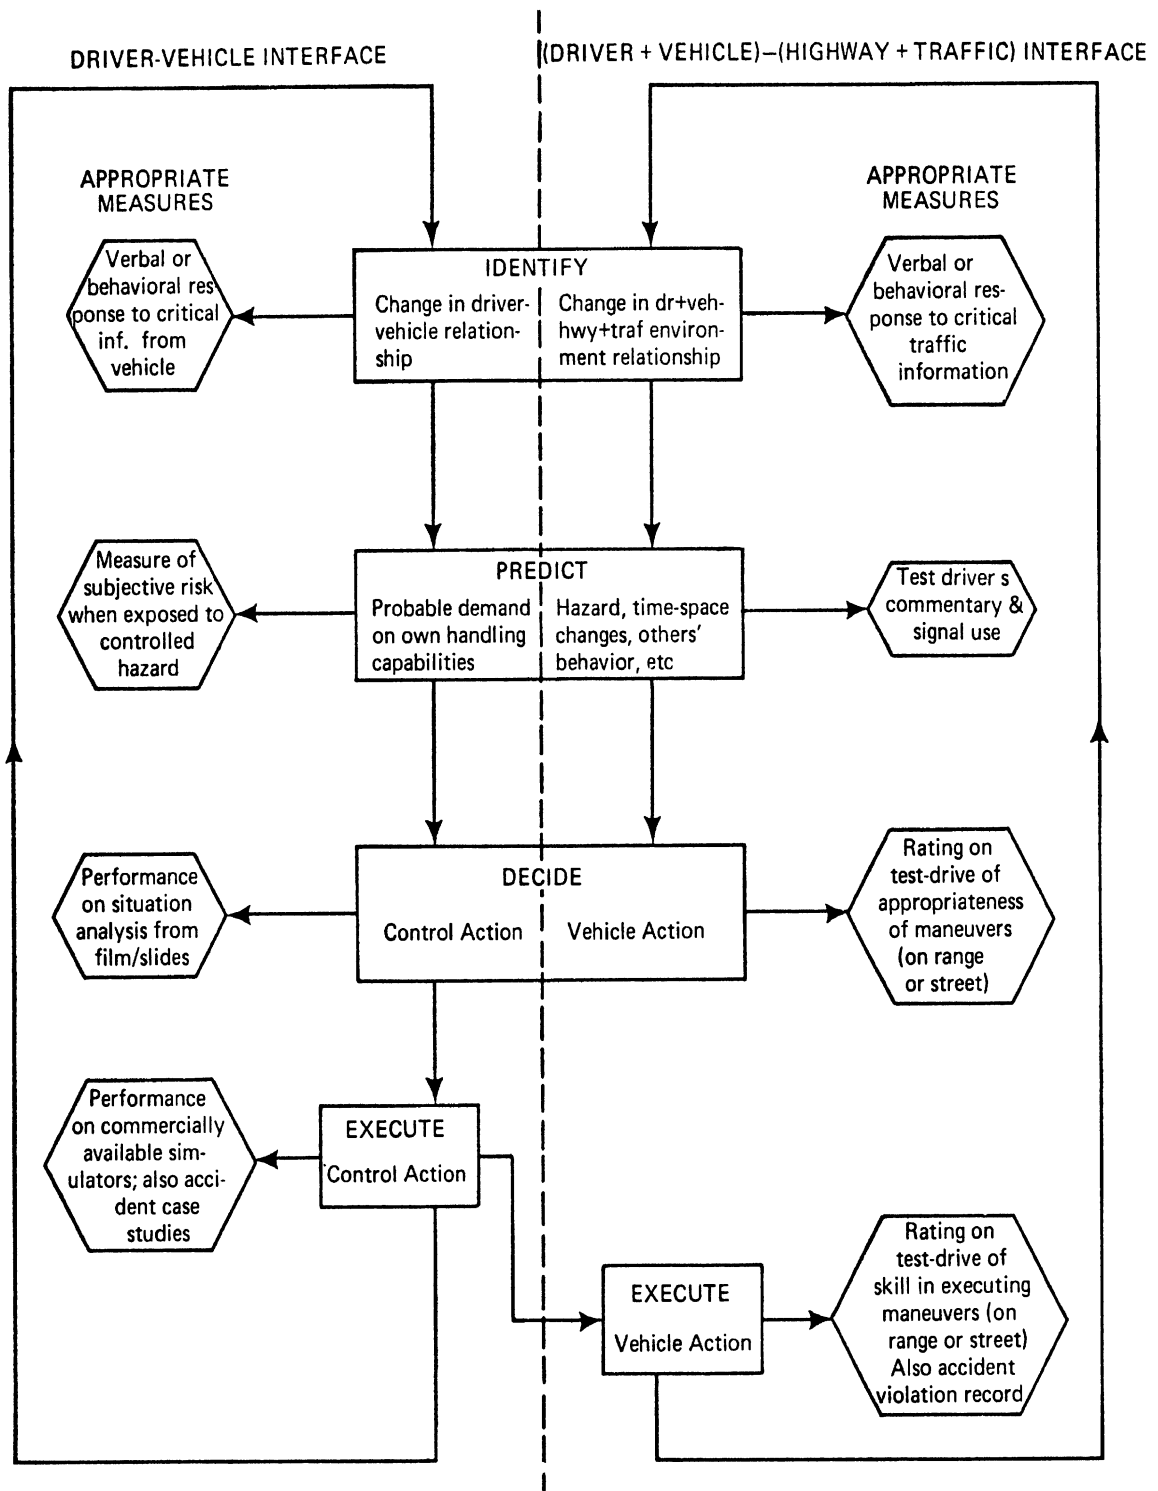 DRIVER-VEHICLE INTERFACE
(DRIVER + VEHICLE)–(HIGHWAY + TRAFFIC) INTERFACE
APPROPRIATE
MEASURES
APPROPRIATE
MEASURES
Verbal or
behavioral res-
ponse to critical
inf. from
vehicle
IDENTIFY
Change in driver-
vehicle relation-
ship
Change in dr+veh-
hwy+traf environ-
ment relationship
Verbal or
behavioral res-
ponse to critical
traffic
information
Measure of
subjective risk
when exposed to
controlled
hazard
PREDICT
Probable demand
on own handling
capabilities
Hazard, time-space
changes, others'
behavior, etc
Test driver s
commentary &
signal use
Performance
on situation
analysis from
film/slides
DECIDE
Control Action
Vehicle Action
Rating on
test-drive of
appropriateness
of maneuvers
(on range
or street)
Performance
on commercially
available sim-
ulators; also acci-
dent case
studies
EXECUTE
Control Action
EXECUTE
Vehicle Action
Rating on
test-drive of
skill in executing
maneuvers (on
range or street)
Also accident
violation record